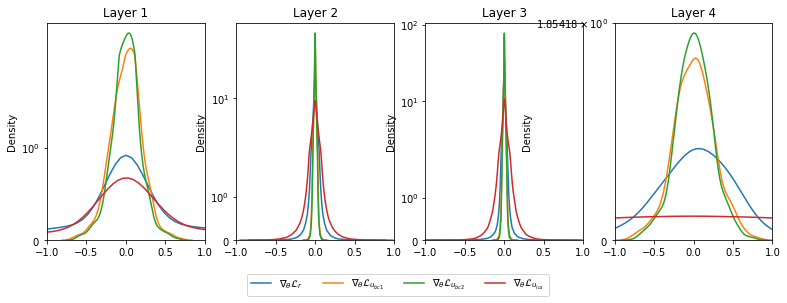 Layer 1 Layer 2 Layer 3 Layer 4
Density 10⁰ 0 −1.0 −0.5 0.0 0.5 1.0
Density 10¹ 10⁰ 0 −1.0 −0.5 0.0 0.5 1.0
Density 10² 10¹ 10⁰ 0 −1.0 −0.5 0.0 0.5 1.0
Density 1.85418 × 10⁰ 0 −1.0 −0.5 0.0 0.5 1.0
∇θℒr ∇θℒu_bc1 ∇θℒu_bc2 ∇θℒu_ics